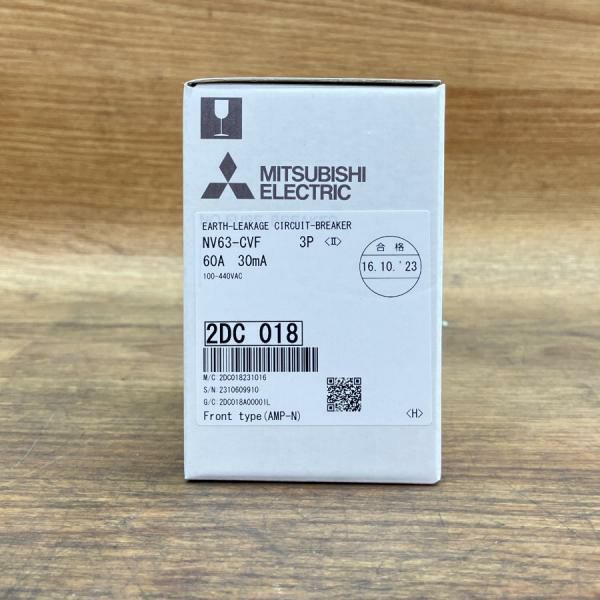 MITSUBISHI
ELECTRIC
EARTH-LEAKAGE CIRCUIT-BREAKER
NV63-CVF 3P <II>
60A 30mA
100-440VAC
合格
16.10.'23
2DC 018
M/C:2DC018231016
S/N:2310609910
G/C:2DC018A00001L
Front type(AMP-N)
<H>